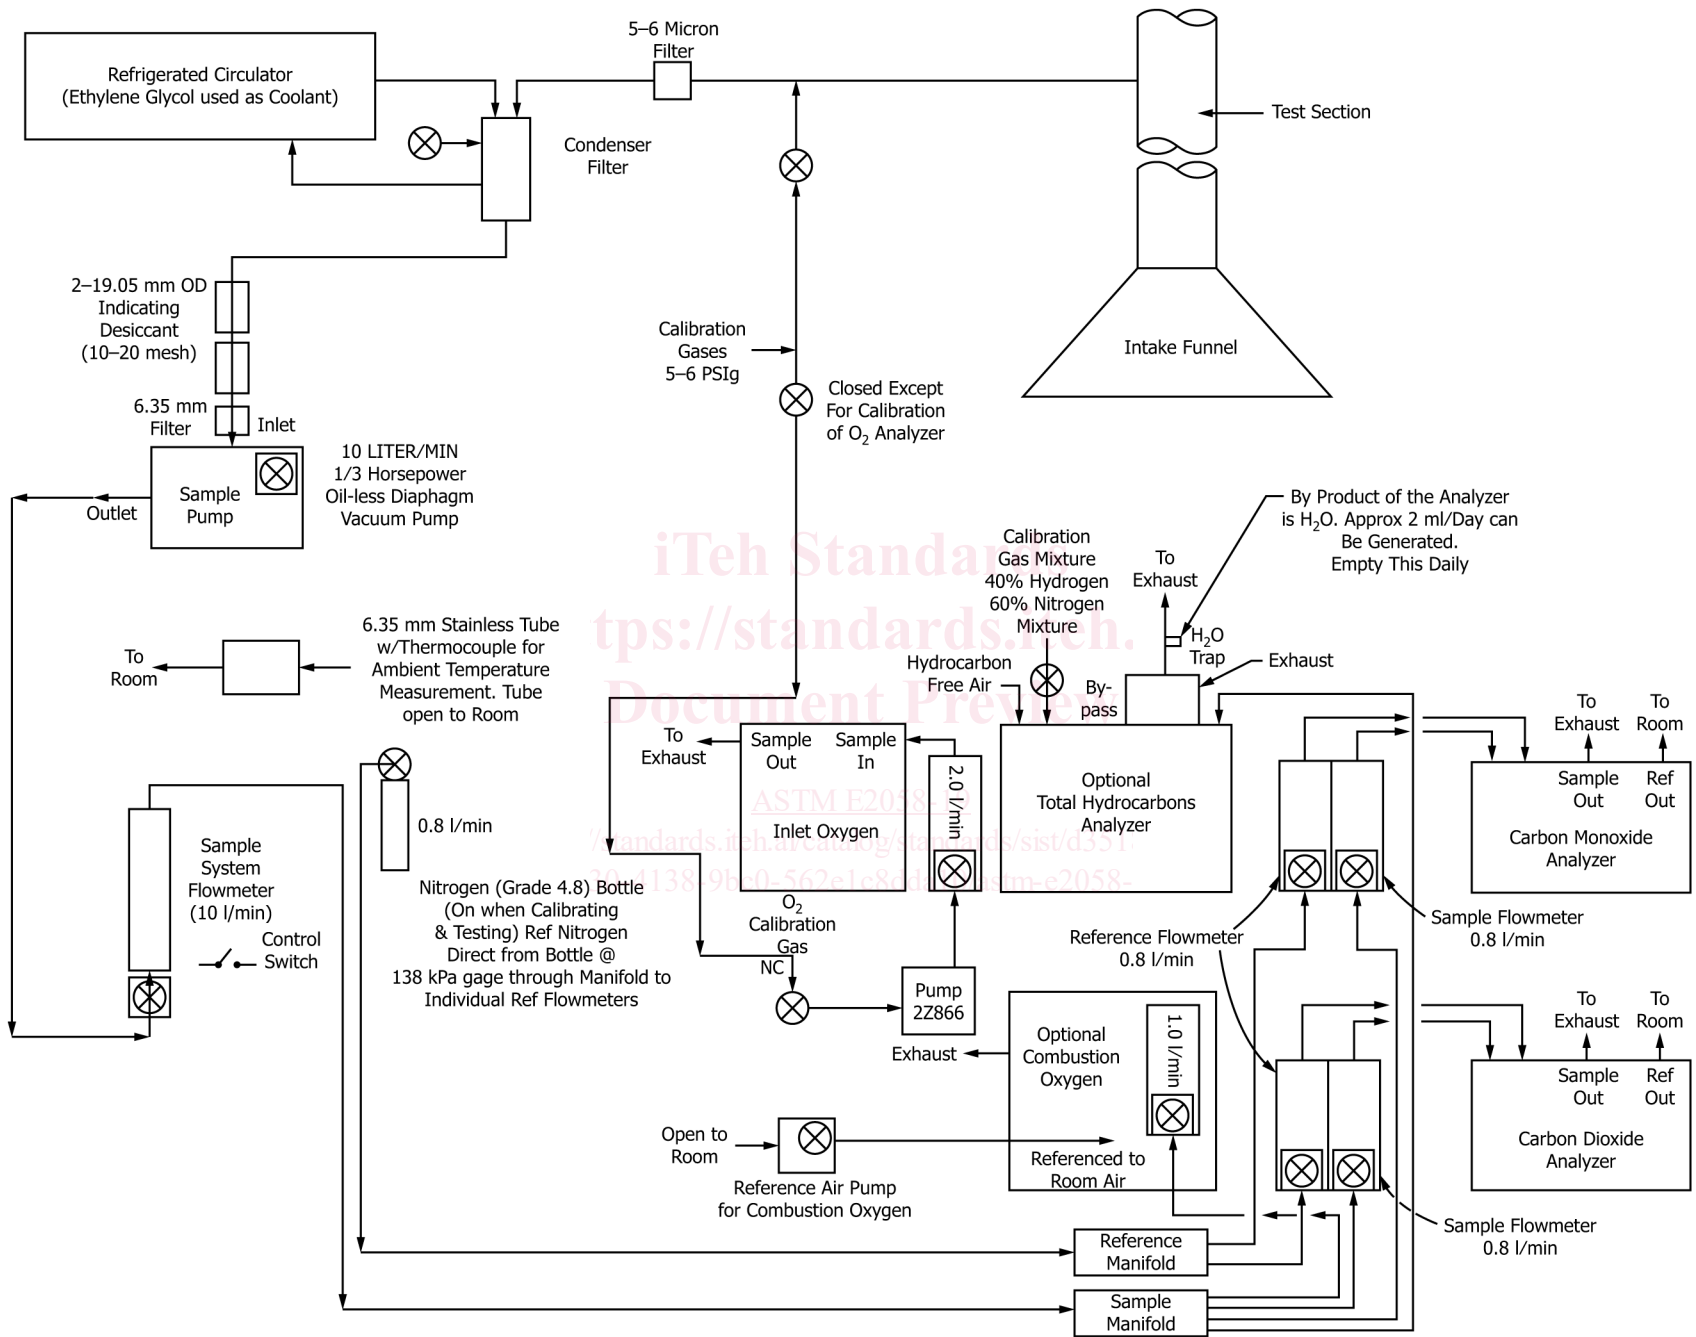 5–6 Micron
Filter
Refrigerated Circulator
(Ethylene Glycol used as Coolant)
Test Section
Condenser
Filter
2–19.05 mm OD
Indicating
Desiccant
(10–20 mesh)
Calibration
Gases
5–6 PSIg
Intake Funnel
Closed Except
For Calibration
of O2 Analyzer
6.35 mm
Filter
Inlet
10 LITER/MIN
1/3 Horsepower
Oil-less Diaphagm
Vacuum Pump
Sample
Pump
Outlet
iTeh Standards
tps://standards.iteh.
Document Preview
Calibration
Gas Mixture
40% Hydrogen
60% Nitrogen
Mixture
To
Exhaust
By Product of the Analyzer
is H2O. Approx 2 ml/Day can
Be Generated.
Empty This Daily
H2O
Trap
Exhaust
Hydrocarbon
Free Air
By-
pass
6.35 mm Stainless Tube
w/Thermocouple for
Ambient Temperature
Measurement. Tube
open to Room
To
Room
To
Exhaust
Sample
Out
Sample
In
Inlet Oxygen
2.0 l/min
ASTM E2058-19
Optional
Total Hydrocarbons
Analyzer
To
Exhaust
To
Room
Sample
Out
Ref
Out
Carbon Monoxide
Analyzer
0.8 l/min
Sample
System
Flowmeter
(10 l/min)
Control
Switch
Nitrogen (Grade 4.8) Bottle
(On when Calibrating
& Testing) Ref Nitrogen
Direct from Bottle @
138 kPa gage through Manifold to
Individual Ref Flowmeters
O2
Calibration
Gas
NC
Pump
2Z866
Reference Flowmeter
0.8 l/min
Sample Flowmeter
0.8 l/min
Exhaust
Optional
Combustion
Oxygen
1.0 l/min
To
Exhaust
To
Room
Sample
Out
Ref
Out
Carbon Dioxide
Analyzer
Open to
Room
Referenced to
Room Air
Reference Air Pump
for Combustion Oxygen
Sample Flowmeter
0.8 l/min
Reference
Manifold
Sample
Manifold